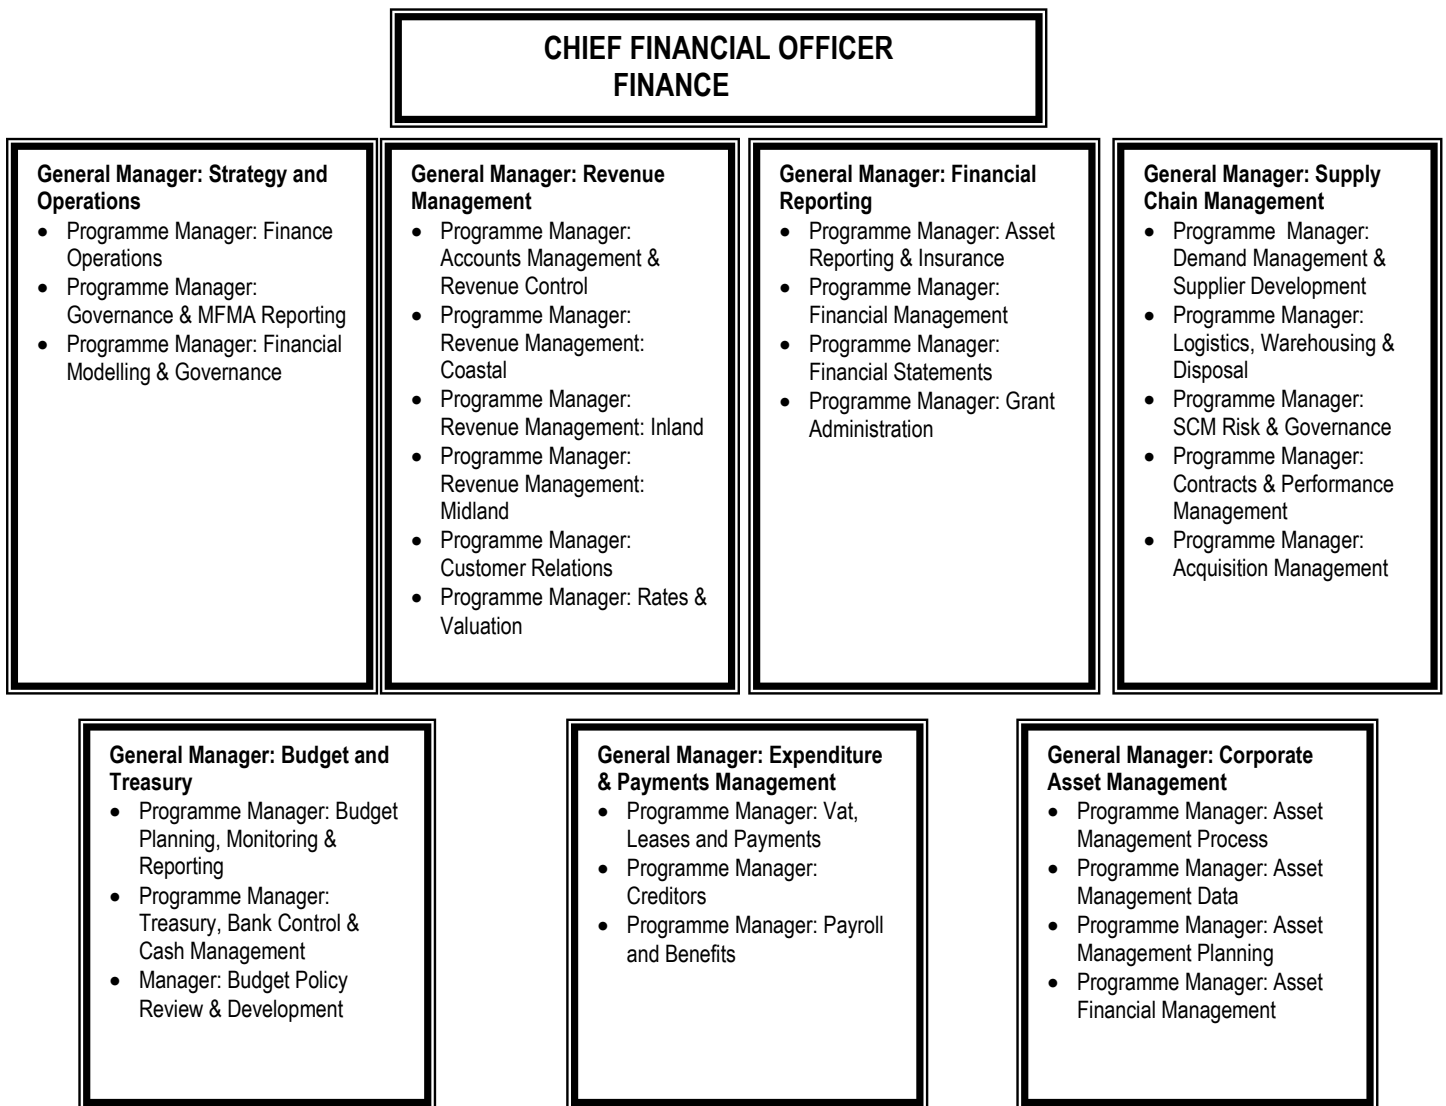 CHIEF FINANCIAL OFFICER
FINANCE
General Manager: Strategy and
Operations
• Programme Manager: Finance
Operations
• Programme Manager:
Governance & MFMA Reporting
• Programme Manager: Financial
Modelling & Governance
General Manager: Revenue
Management
• Programme Manager:
Accounts Management &
Revenue Control
• Programme Manager:
Revenue Management:
Coastal
• Programme Manager:
Revenue Management: Inland
• Programme Manager:
Revenue Management:
Midland
• Programme Manager:
Customer Relations
• Programme Manager: Rates &
Valuation
General Manager: Financial
Reporting
• Programme Manager: Asset
Reporting & Insurance
• Programme Manager:
Financial Management
• Programme Manager:
Financial Statements
• Programme Manager: Grant
Administration
General Manager: Supply
Chain Management
• Programme Manager:
Demand Management &
Supplier Development
• Programme Manager:
Logistics, Warehousing &
Disposal
• Programme Manager:
SCM Risk & Governance
• Programme Manager:
Contracts & Performance
Management
• Programme Manager:
Acquisition Management
General Manager: Budget and
Treasury
• Programme Manager: Budget
Planning, Monitoring &
Reporting
• Programme Manager:
Treasury, Bank Control &
Cash Management
• Manager: Budget Policy
Review & Development
General Manager: Expenditure
& Payments Management
• Programme Manager: Vat,
Leases and Payments
• Programme Manager:
Creditors
• Programme Manager: Payroll
and Benefits
General Manager: Corporate
Asset Management
• Programme Manager: Asset
Management Process
• Programme Manager: Asset
Management Data
• Programme Manager: Asset
Management Planning
• Programme Manager: Asset
Financial Management